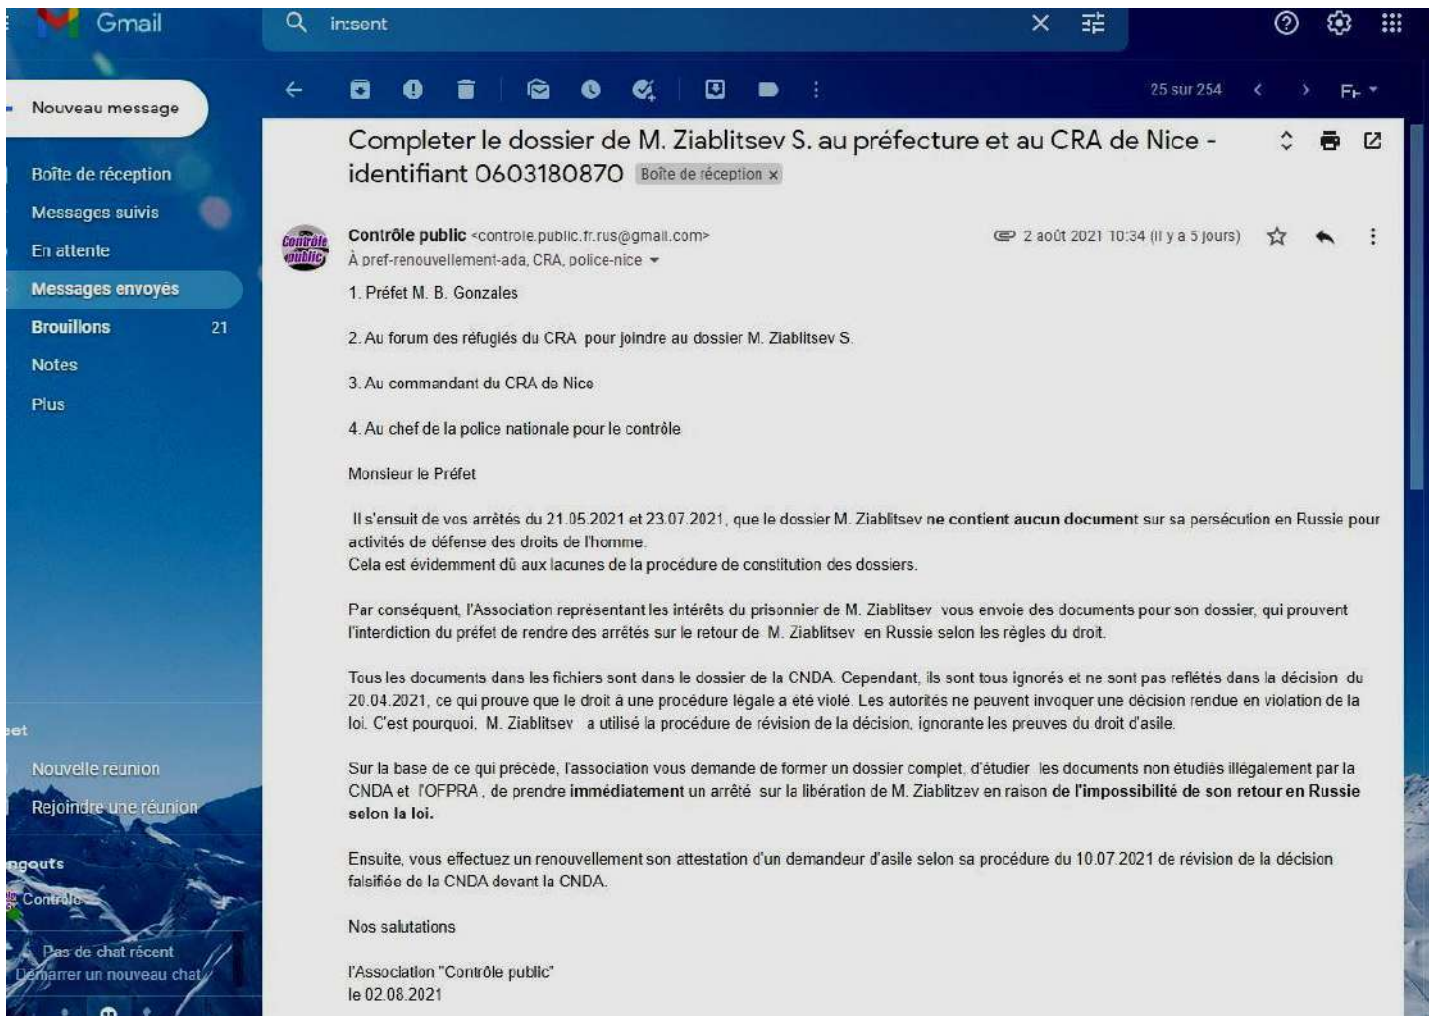 Gmail
in:sent
Nouveau message
25 sur 254
Fr
Boîte de réception
Messages suivis
En attente
Messages envoyés
Brouillons 21
Notes
Plus
Nouvelle réunion
Rejoindre une réunion
Contrôle
Pas de chat récent
Démarrer un nouveau chat
Completer le dossier de M. Ziablitsev S. au préfecture et au CRA de Nice -
identifiant 0603180870 Boîte de réception x
Contrôle public
Contrôle public <controle.public.fr.rus@gmail.com> 2 août 2021 10:34 (il y a 5 jours)
À pref-renouvellement-ada, CRA, police-nice
1. Préfet M. B. Gonzales
2. Au forum des réfugiés du CRA pour joindre au dossier M. Ziablitsev S.
3. Au commandant du CRA de Nice
4. Au chef de la police nationale pour le contrôle
Monsieur le Préfet
Il s'ensuit de vos arrêtés du 21.05.2021 et 23.07.2021, que le dossier M. Ziablitsev ne contient aucun document sur sa persécution en Russie pour
activités de défense des droits de l'homme.
Cela est évidemment dû aux lacunes de la procédure de constitution des dossiers.
Par conséquent, l'Association représentant les intérêts du prisonnier de M. Ziablitsev vous envoie des documents pour son dossier, qui prouvent
l'interdiction du préfet de rendre des arrêtés sur le retour de M. Ziablitsev en Russie selon les règles du droit.
Tous les documents dans les fichiers sont dans le dossier de la CNDA. Cependant, ils sont tous ignorés et ne sont pas reflétés dans la décision du
20.04.2021, ce qui prouve que le droit à une procédure légale a été violé. Les autorités ne peuvent invoquer une décision rendue en violation de la
loi. C'est pourquoi, M. Ziablitsev a utilisé la procédure de révision de la décision, ignorante les preuves du droit d'asile.
Sur la base de ce qui précède, l'association vous demande de former un dossier complet, d'étudier les documents non étudiés illégalement par la
CNDA et l'OFPRA , de prendre immédiatement un arrêté sur la libération de M. Ziablitzev en raison de l'impossibilité de son retour en Russie
selon la loi.
Ensuite, vous effectuez un renouvellement son attestation d'un demandeur d'asile selon sa procédure du 10.07.2021 de révision de la décision
falsifiée de la CNDA devant la CNDA.
Nos salutations
l'Association "Contrôle public"
le 02.08.2021